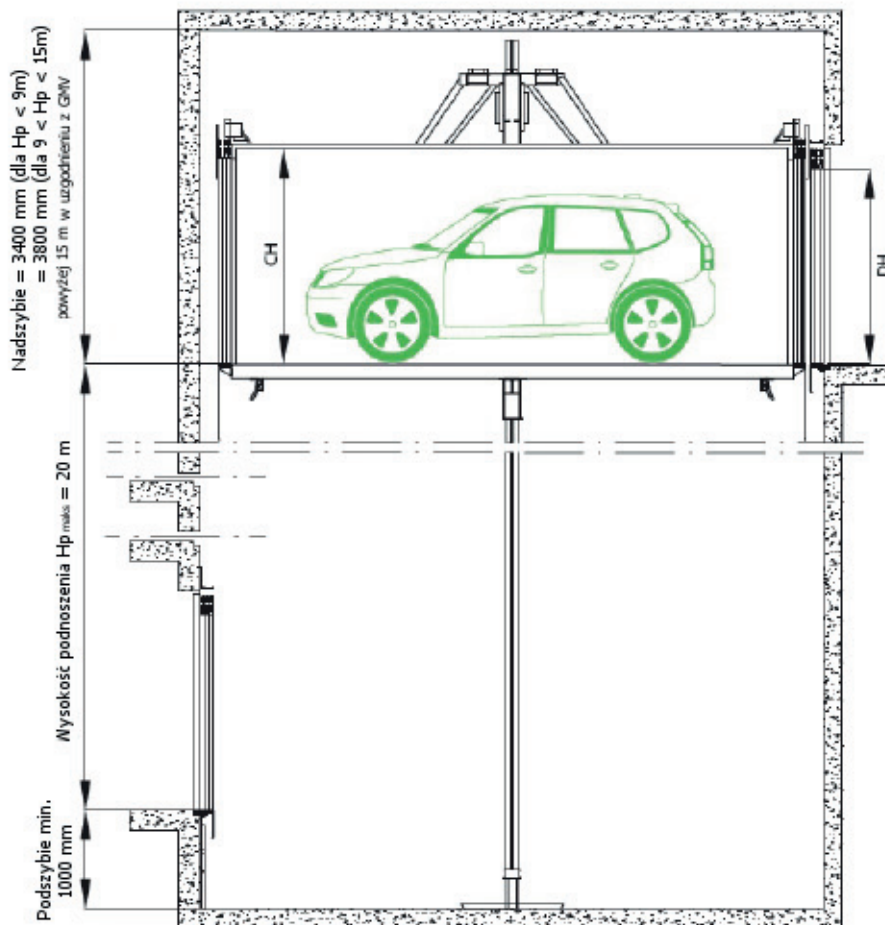 Nadszybie = 3400 mm (dla Hp < 9m)
= 3800 mm (dla 9 < Hp < 15m)
powyżej 15 m w uzgodnieniu z GMV
CH
DH
Wysokość podnoszenia Hp maks = 20 m
Podszybie min.
1000 mm